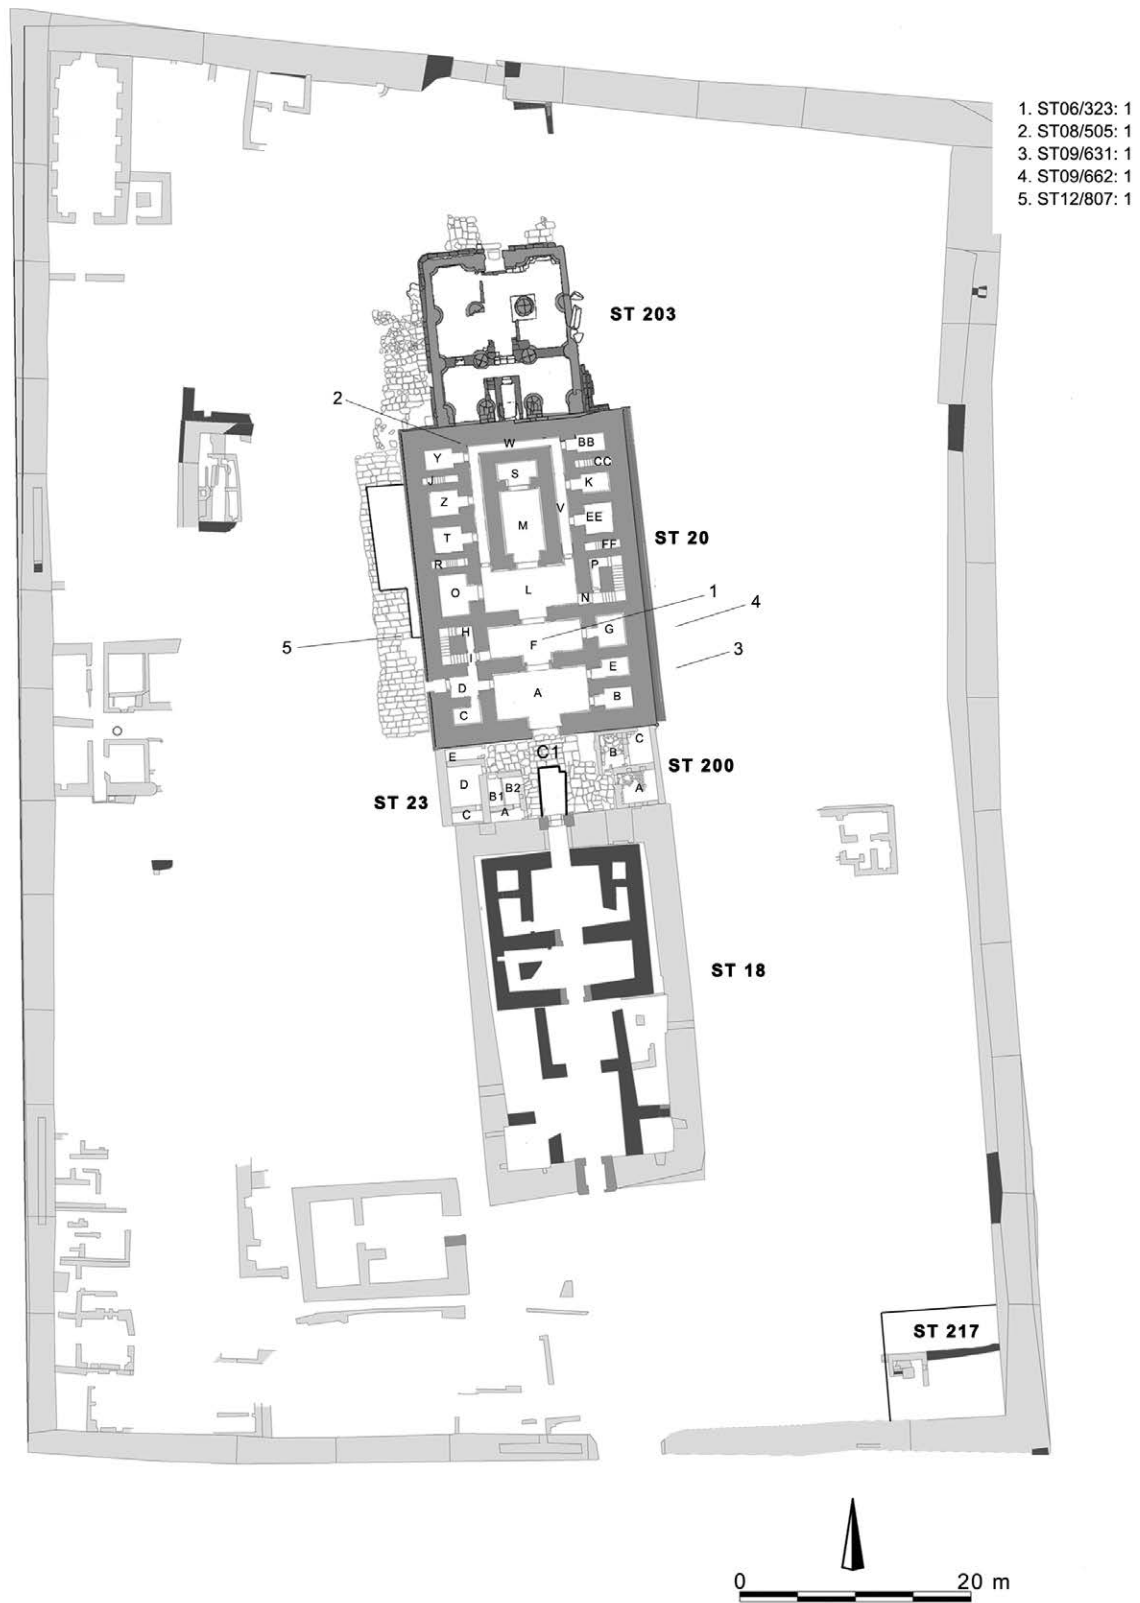 1. ST06/323: 1
2. ST08/505: 1
3. ST09/631: 1
4. ST09/662: 1
5. ST12/807: 1
ST 203
2
W
BB
Y
S
CC
J
K
Z
V
M
EE
T
ST 20
FF
R
P
O
L
N
1
4
H
G
5
F
3
I
E
D
A
B
C
C1
C
E
B
ST 200
D
B2
B1
A
ST 23
C
A
ST 18
ST 217
0 20 m